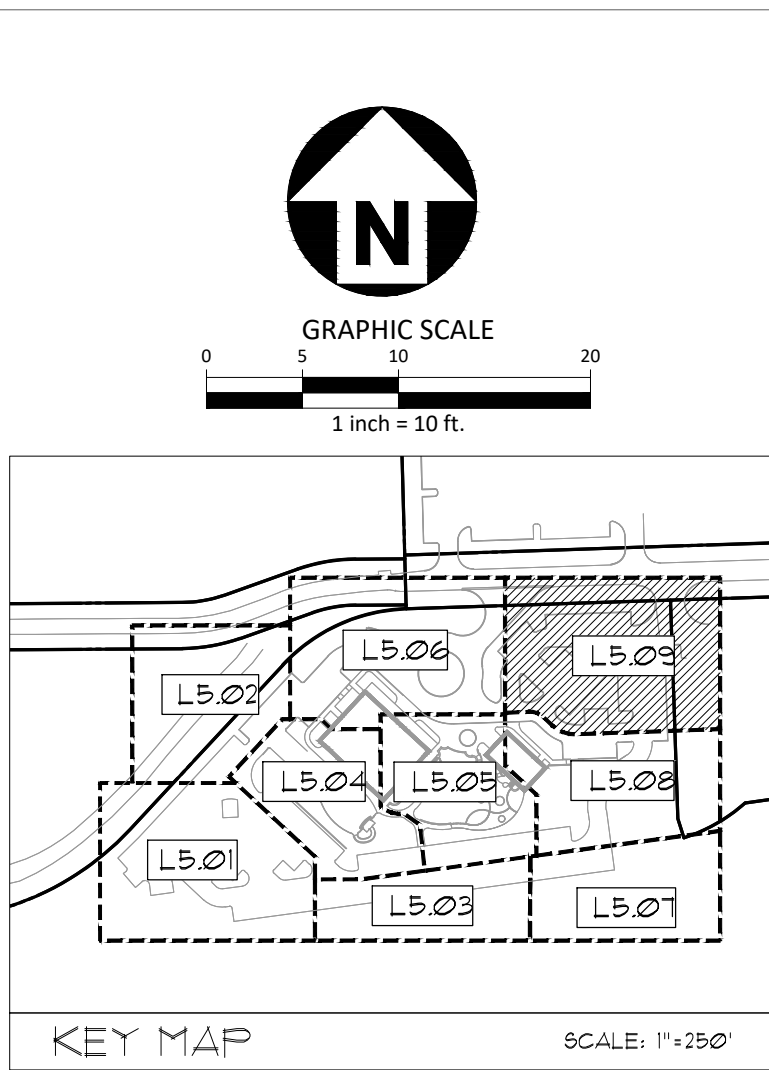 N
GRAPHIC SCALE
0 5 10 20
1 inch = 10 ft.
L5.06
L5.09
L5.02
L5.04
L5.05
L5.08
L5.01
L5.03
L5.07
KEY MAP
SCALE: 1"=250'